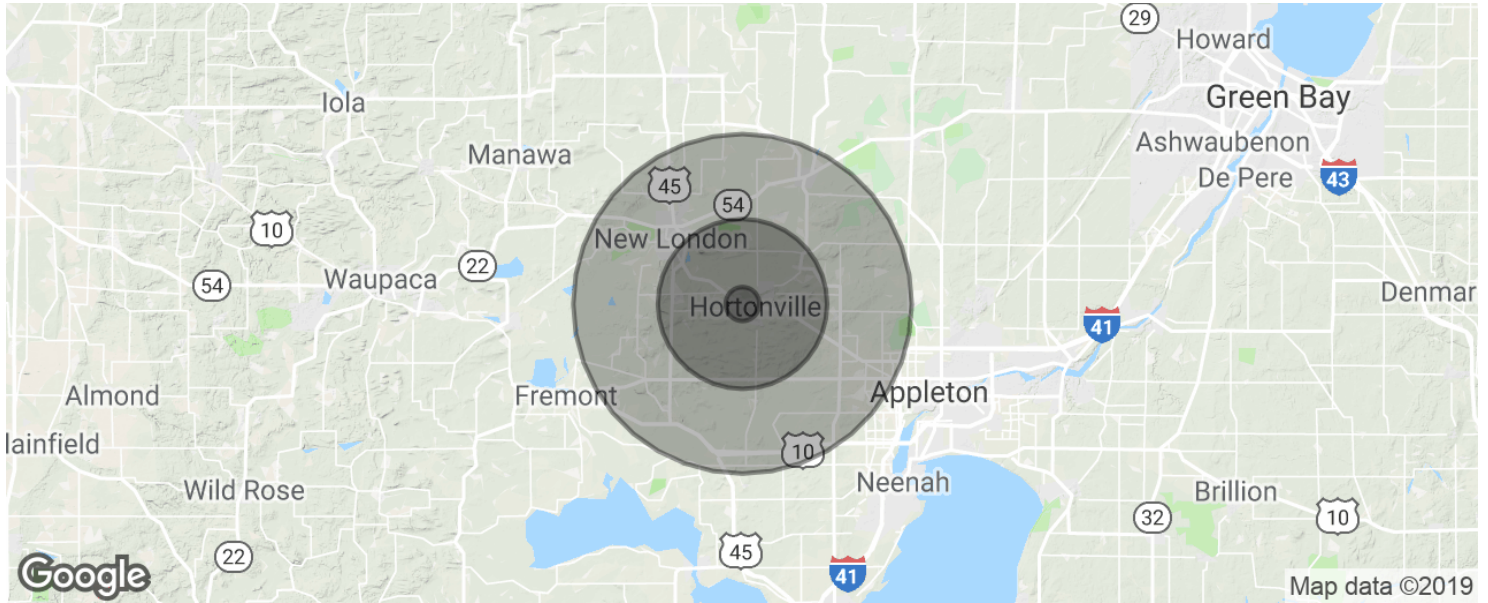 29
Howard
Green Bay
Iola
Manawa
Ashwaubenon
45
De Pere
43
54
10
New London
22
Waupaca
54
Hortonville
Denmar
41
Almond
Fremont
Appleton
lainfield
10
Wild Rose
Neenah
Brillion
32
10
22
45
41
Google
Map data ©2019